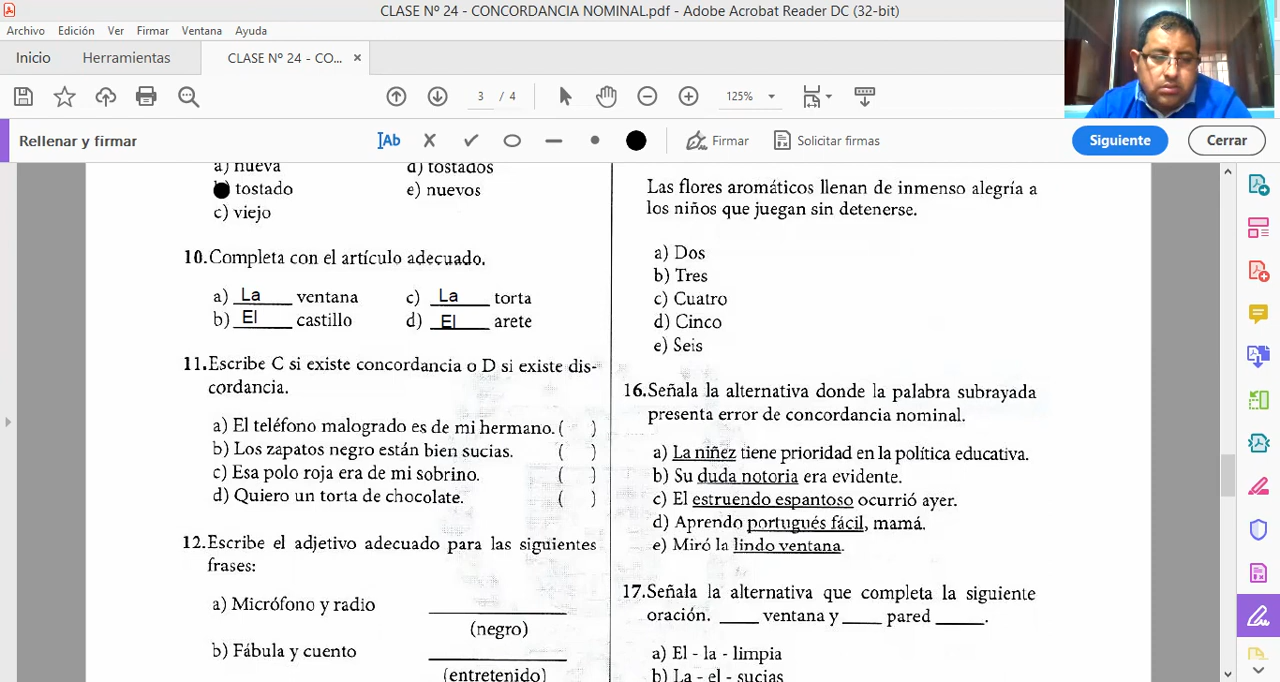 CLASE Nº 24 - CONCORDANCIA NOMINAL.pdf - Adobe Acrobat Reader DC (32-bit)
Archivo Edición Ver Firmar Ventana Ayuda
Inicio Herramientas CLASE Nº 24 - CO... ×
3 / 4 125%
Rellenar y firmar Ab Firmar Solicitar firmas Siguiente Cerrar
a) nueva d) tostados
tostado e) nuevos
c) viejo
10. Completa con el artículo adecuado.
a) La ventana c) La torta
b) El castillo d) El arete
11. Escribe C si existe concordancia o D si existe dis-
cordancia.
a) El teléfono malogrado es de mi hermano. ( )
b) Los zapatos negro están bien sucias. ( )
c) Esa polo roja era de mi sobrino. ( )
d) Quiero un torta de chocolate. ( )
12. Escribe el adjetivo adecuado para las siguientes
frases:
a) Micrófono y radio ______
(negro)
b) Fábula y cuento ______
(entretenido)
Las flores aromáticos llenan de inmenso alegría a
los niños que juegan sin detenerse.
a) Dos
b) Tres
c) Cuatro
d) Cinco
e) Seis
16. Señala la alternativa donde la palabra subrayada
presenta error de concordancia nominal.
a) La niñez tiene prioridad en la política educativa.
b) Su duda notoria era evidente.
c) El estruendo espantoso ocurrió ayer.
d) Aprendo portugués fácil, mamá.
e) Miró la lindo ventana.
17. Señala la alternativa que completa la siguiente
oración. ____ ventana y ____ pared _____.
a) El - la - limpia
b) La - el - sucias